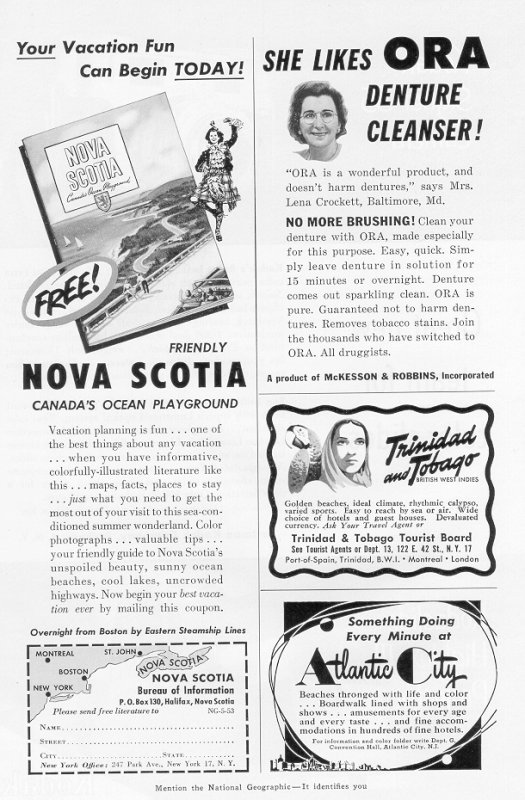 Your Vacation Fun
Can Begin TODAY!
NOVA
SCOTIA
Canada's Ocean Playground
FREE!
FRIENDLY
NOVA SCOTIA
CANADA'S OCEAN PLAYGROUND
Vacation planning is fun . . . one of
the best things about any vacation
. . . when you have informative,
colorfully-illustrated literature like
this . . . maps, facts, places to stay
. . . just what you need to get the
most out of your visit to this sea-con-
ditioned summer wonderland. Color
photographs . . . valuable tips . . .
your friendly guide to Nova Scotia's
unspoiled beauty, sunny ocean
beaches, cool lakes, uncrowded
highways. Now begin your best vaca-
tion ever by mailing this coupon.
Overnight from Boston by Eastern Steamship Lines
MONTREAL
ST. JOHN
NOVA SCOTIA
BOSTON
NEW YORK
NOVA SCOTIA
Bureau of Information
P. O. Box 130, Halifax, Nova Scotia
Please send free literature to NG-5-53
NAME
STREET
CITY STATE
New York Office: 247 Park Ave., New York 17, N. Y.
SHE LIKES ORA
DENTURE
CLEANSER!
"ORA is a wonderful product, and
doesn't harm dentures," says Mrs.
Lena Crockett, Baltimore, Md.
NO MORE BRUSHING! Clean your
denture with ORA, made especially
for this purpose. Easy, quick. Sim-
ply leave denture in solution for
15 minutes or overnight. Denture
comes out sparkling clean. ORA is
pure. Guaranteed not to harm den-
tures. Removes tobacco stains. Join
the thousands who have switched to
ORA. All druggists.
A product of McKESSON & ROBBINS, Incorporated
Trinidad
and Tobago
BRITISH WEST INDIES
Golden beaches, ideal climate, rhythmic calypso,
varied sports. Easy to reach by sea or air. Wide
choice of hotels and guest houses. Devaluated
currency. Ask Your Travel Agent or
Trinidad & Tobago Tourist Board
See Tourist Agents or Dept. 13, 122 E. 42 St., N. Y. 17
Port-of-Spain, Trinidad, B.W.I. • Montreal • London
Something Doing
Every Minute at
Atlantic City
Beaches thronged with life and color
. . . Boardwalk lined with shops and
shows . . . amusements for every age
and every taste . . . and fine accom-
modations in hundreds of fine hotels.
For information and color folder write Dept. G,
Convention Hall, Atlantic City, N.J.
Mention the National Geographic—It identifies you